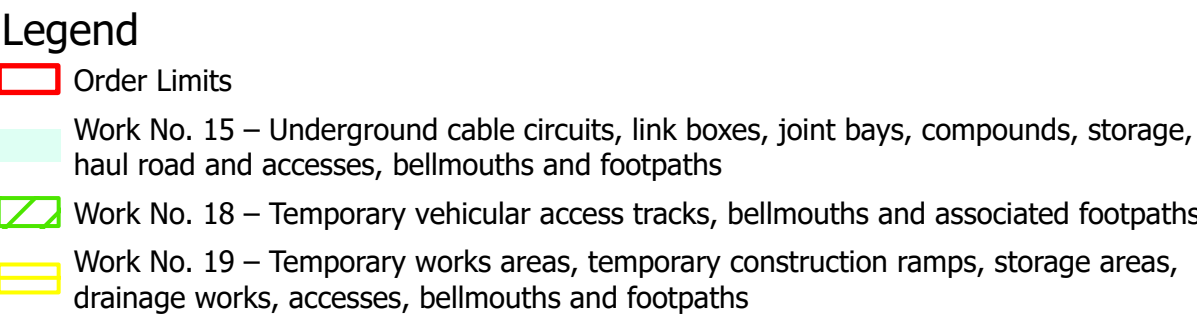 Legend
Order Limits
Work No. 15 – Underground cable circuits, link boxes, joint bays, compounds, storage,
haul road and accesses, bellmouths and footpaths
Work No. 18 – Temporary vehicular access tracks, bellmouths and associated footpaths
Work No. 19 – Temporary works areas, temporary construction ramps, storage areas,
drainage works, accesses, bellmouths and footpaths